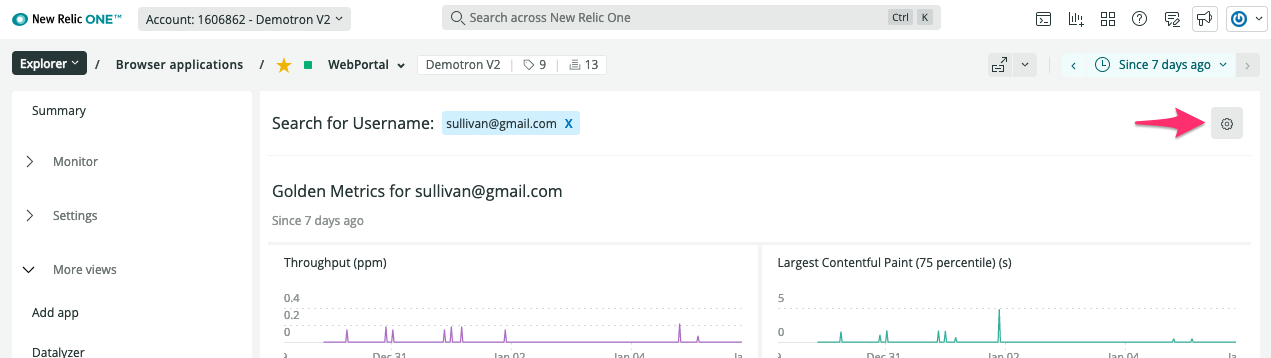 New Relic ONE™ Account: 1606862 - Demotron V2 Search across New Relic One Ctrl K
Explorer / Browser applications / WebPortal Demotron V2 9 13 Since 7 days ago
Summary
Search for Username: sullivan@gmail.com X
Monitor
Golden Metrics for sullivan@gmail.com
Settings
Since 7 days ago
More views
Throughput (ppm)
Largest Contentful Paint (75 percentile) (s)
0.4
0.2
0
5
0
Add app
Dec 31 Jan 02 Jan 04
Dec 31 Jan 02 Jan 04
Datalyzer